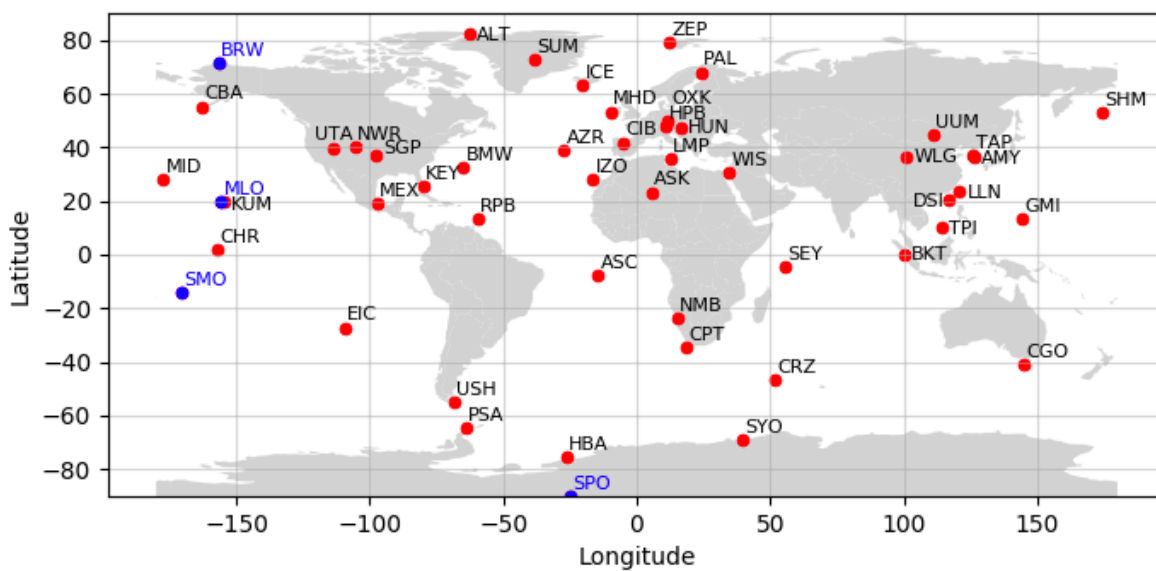 ZEP
80
ALT
SUM
BRW
PAL
ICE
60
CBA
MHD
OXK
SHM
HPB
UUM
CIB
HUN
UTA
NWR
AZR
TAP
40
SGP
BMW
LMP
WLG
AMY
MID
KEY
IZO
WIS
MLO
MEX
ASK
LLN
20
KUM
RPB
DSI
GMI
TPI
CHR
0
ASC
SEY
BKT
SMO
−20
EIC
NMB
CPT
−40
CGO
CRZ
USH
−60
PSA
SYO
HBA
−80
SPO
−150 −100 −50 0 50 100 150
Longitude
Latitude